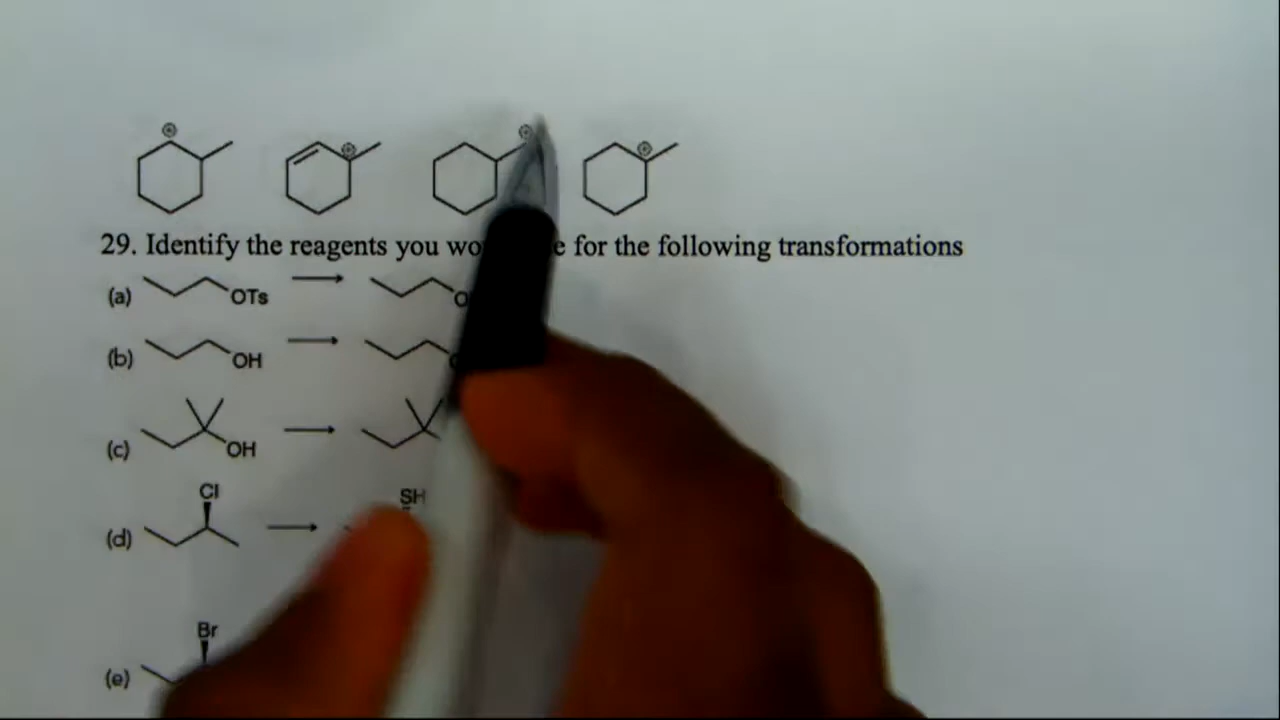 29. Identify the reagents you wo e for the following transformations
(a) OTs O
(b) OH
(c) OH
Cl
SH
(d)
Br
(e)